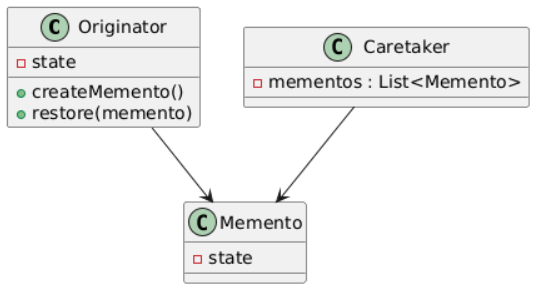 C Originator
state
createMemento()
restore(memento)
C Caretaker
mementos : List<Memento>
C Memento
state